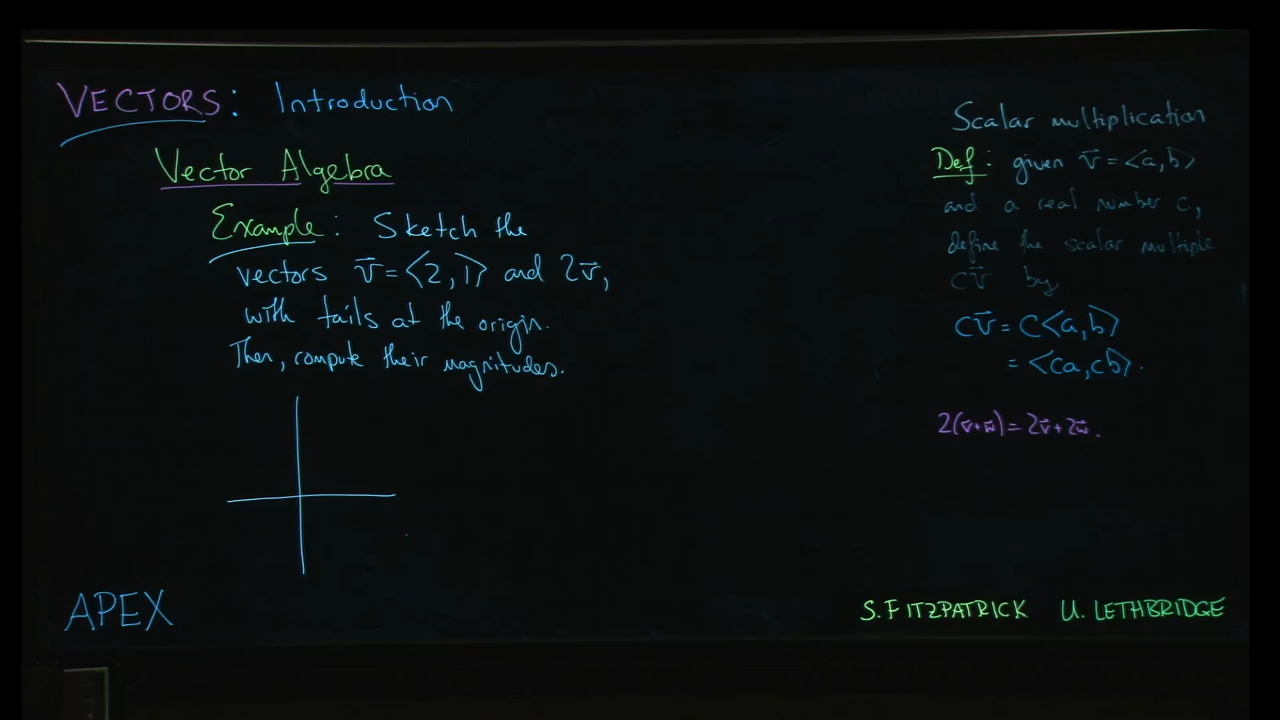 VECTORS: Introduction
Vector Algebra
Example: Sketch the
vectors v⃗ = ⟨2,1⟩ and 2v⃗,
with tails at the origin.
Then, compute their magnitudes.
APEX
Scalar multiplication
Def: given v⃗ = <a,b>
and a real number c,
define the scalar multiple
cv⃗ by
cv⃗ = c<a,b>
= <ca,cb>.
2(v⃗+w⃗) = 2v⃗ + 2w⃗.
S. FITZPATRICK U. LETHBRIDGE